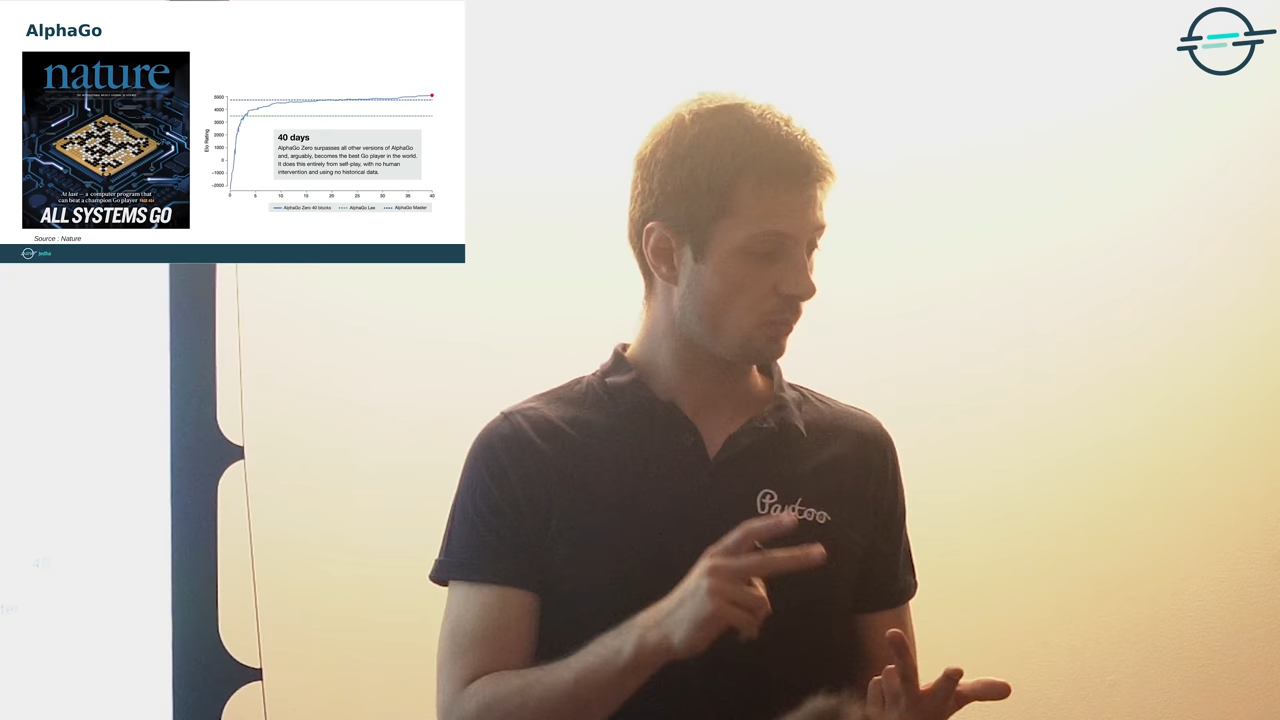 AlphaGo
nature
At last — a computer program that
can beat a champion Go player PAGE 484
ALL SYSTEMS GO
Source : Nature
Elo Rating
5000
4000
3000
2000
1000
0
−1000
−2000
0 5 10 15 20 25 30 35 40
40 days
AlphaGo Zero surpasses all other versions of AlphaGo
and, arguably, becomes the best Go player in the world.
It does this entirely from self-play, with no human
intervention and using no historical data.
AlphaGo Zero 40 blocks AlphaGo Lee AlphaGo Master
jedha
Partoo